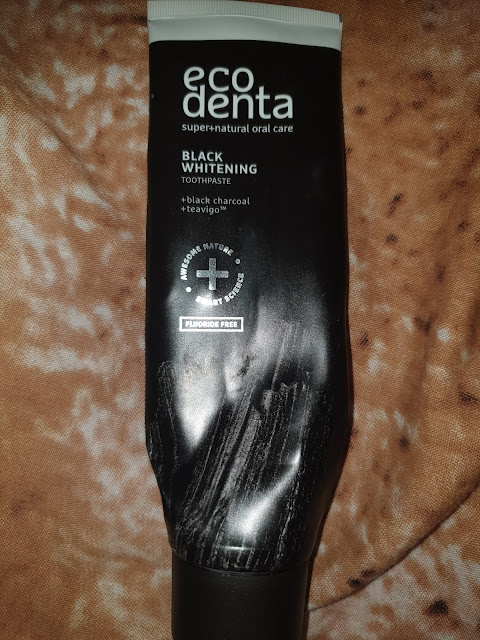 eco
denta
super+natural oral care
BLACK
WHITENING
TOOTHPASTE
+black charcoal
+teavigo™
AWESOME NATURE
SMART SCIENCE
FLUORIDE FREE